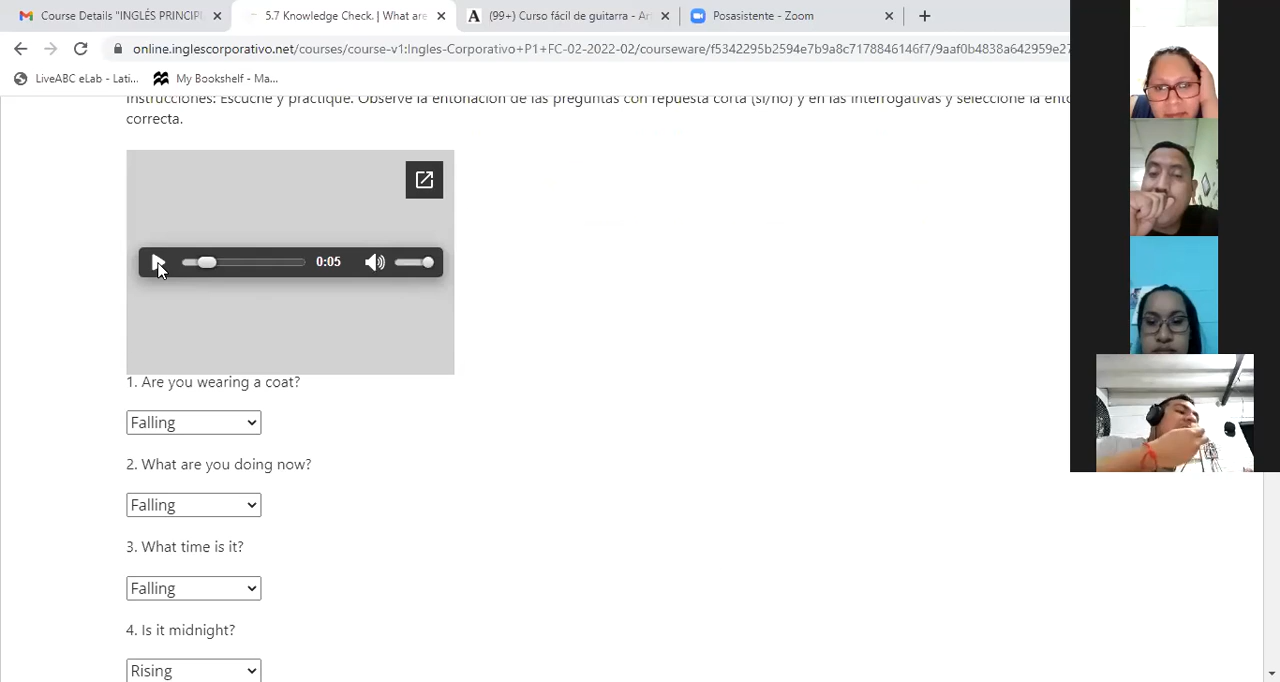 Course Details "INGLÉS PRINCIPI
5.7 Knowledge Check. | What are
(99+) Curso fácil de guitarra - Ar
Posasistente - Zoom
online.inglescorporativo.net/courses/course-v1:Ingles-Corporativo+P1+FC-02-2022-02/courseware/f5342295b2594e7b9a8c7178846146f7/9aaf0b4838a642959e27
LiveABC eLab - Lati...
My Bookshelf - Ma...
Instrucciones: Escuche y practique. Observe la entonación de las preguntas con repuesta corta (sí/no) y en las interrogativas y seleccione la ento
correcta.
0:05
1. Are you wearing a coat?
Falling
2. What are you doing now?
Falling
3. What time is it?
Falling
4. Is it midnight?
Rising